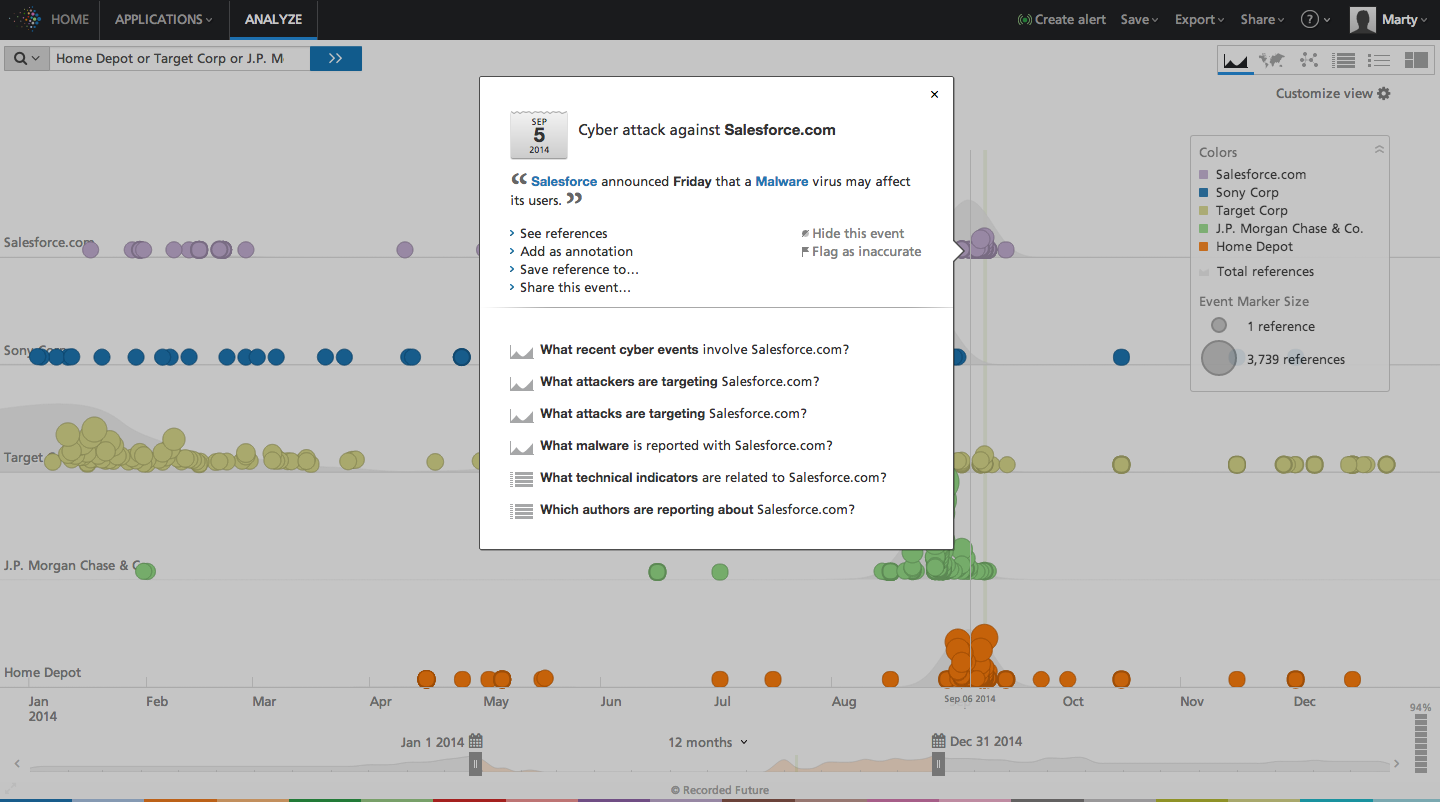 HOME
APPLICATIONS
ANALYZE
Create alert
Save
Export
Share
?
Marty
Home Depot or Target Corp or J.P. M
Customize view
SEP
5
2014
Cyber attack against Salesforce.com
“ Salesforce announced Friday that a Malware virus may affect
its users. ”
See references
Add as annotation
Save reference to…
Share this event…
Hide this event
Flag as inaccurate
What recent cyber events involve Salesforce.com?
What attackers are targeting Salesforce.com?
What attacks are targeting Salesforce.com?
What malware is reported with Salesforce.com?
What technical indicators are related to Salesforce.com?
Which authors are reporting about Salesforce.com?
Colors
Salesforce.com
Sony Corp
Target Corp
J.P. Morgan Chase & Co.
Home Depot
Total references
Event Marker Size
1 reference
3,739 references
Salesforce.com
Sony Corp
Target
J.P. Morgan Chase & C
Home Depot
Jan
2014
Feb
Mar
Apr
May
Jun
Jul
Aug
Sep 06 2014
Oct
Nov
Dec
94%
Jan 1 2014
12 months
Dec 31 2014
© Recorded Future